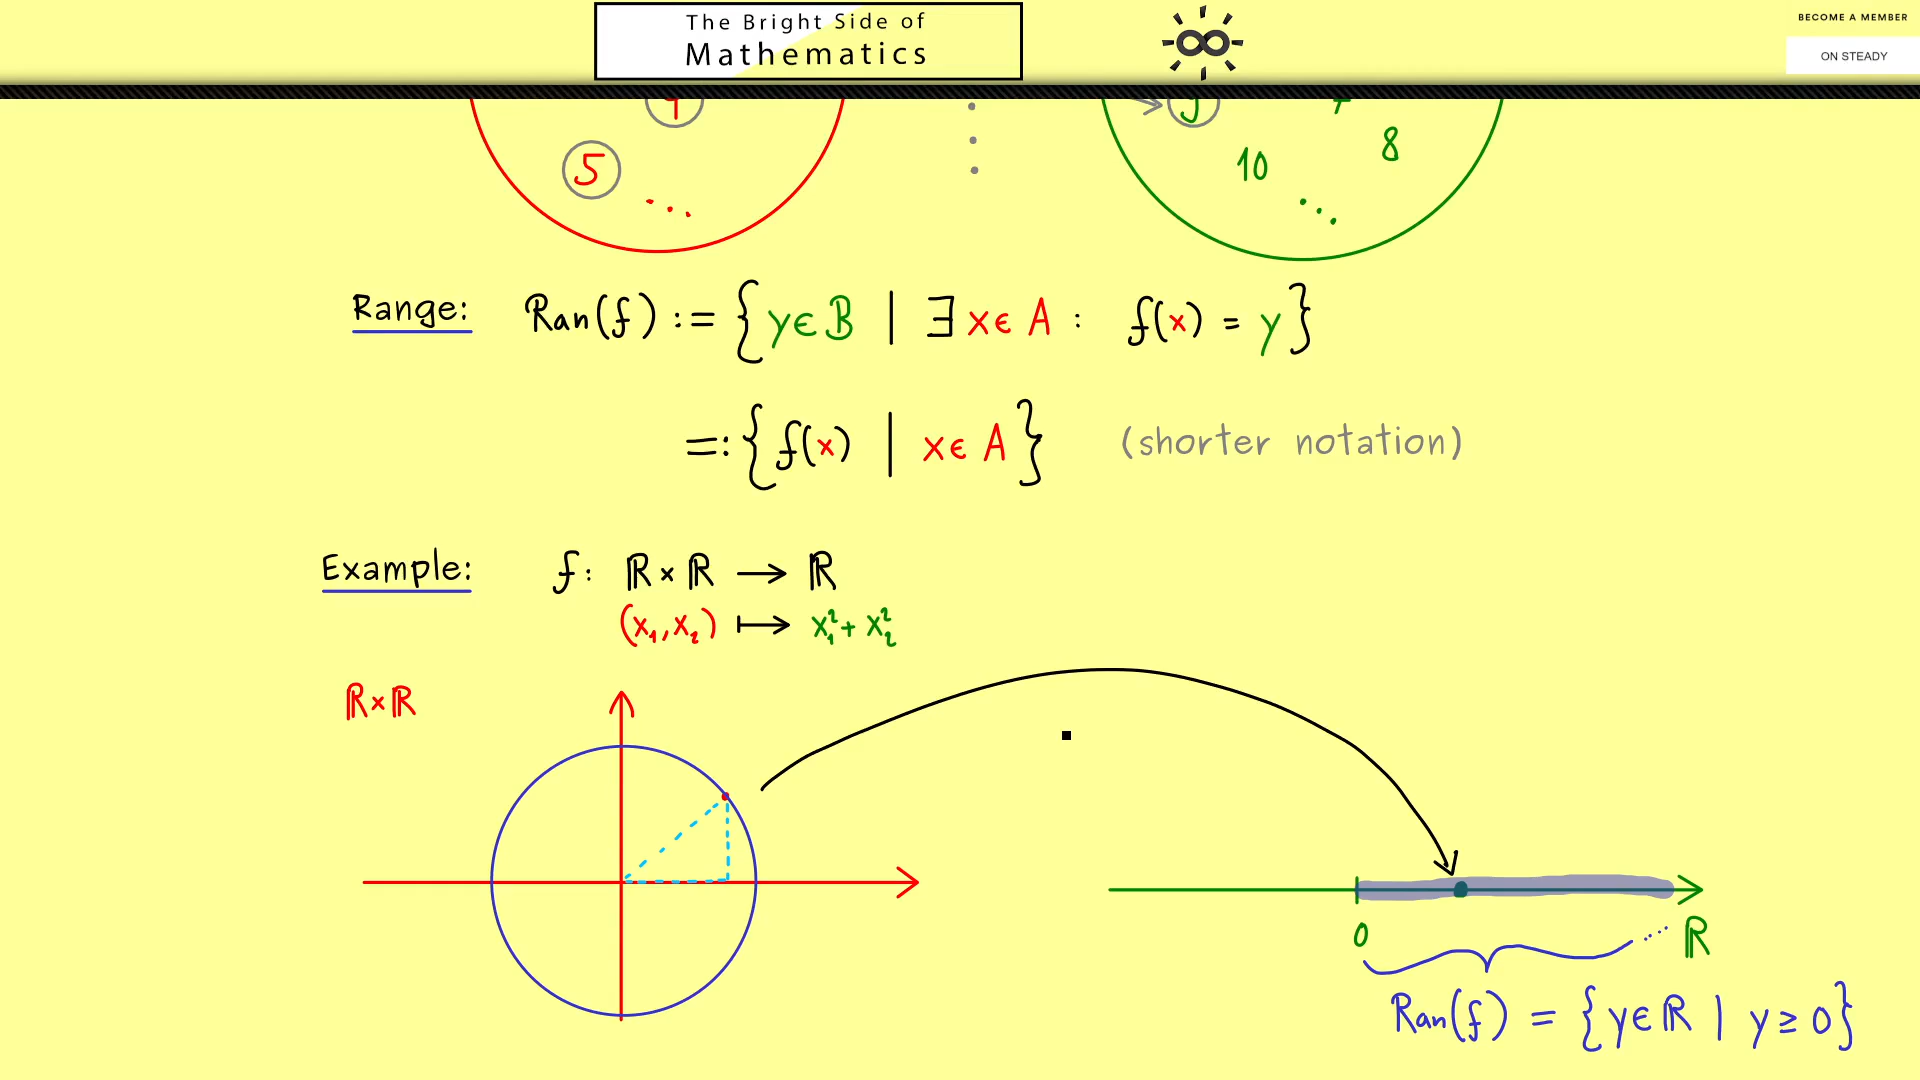 The Bright Side of
Mathematics
BECOME A MEMBER
ON STEADY
5
10
8
Range: Ran(f) := {y∈B | ∃x∈A : f(x) = y}
=: {f(x) | x∈A} (shorter notation)
Example: f: ℝ×ℝ → ℝ
(x₁,x₂) ↦ x₁² + x₂²
ℝ×ℝ
0
ℝ
Ran(f) = {y∈ℝ | y ≥ 0}